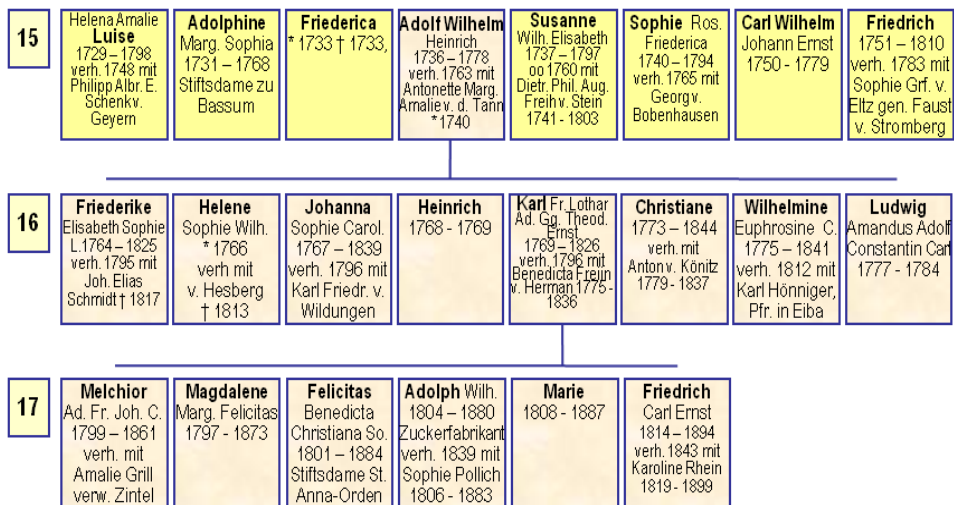 15
Helena Amalie
Luise
1729 – 1798
verh. 1748 mit
Philipp Albr. E.
Schenk v.
Geyern
Adolphine
Marg. Sophia
1731 – 1768
Stiftsdame zu
Bassum
Friederica
* 1733 † 1733,
Adolf Wilhelm
Heinrich
1736 – 1778
verh. 1763 mit
Antonette Marg.
Amalie v. d. Tann
*1740
Susanne
Wilh. Elisabeth
1737 – 1797
oo 1760 mit
Dietr. Phil. Aug.
Freih v. Stein
1741 - 1803
Sophie Ros.
Friederica
1740 – 1794
verh. 1765 mit
Georg v.
Bobenhausen
Carl Wilhelm
Johann Ernst
1750 - 1779
Friedrich
1751 – 1810
verh. 1783 mit
Sophie Grf. v.
Eltz gen. Faust
v. Stromberg
16
Friederike
Elisabeth Sophie
L.1764 – 1825
verh. 1795 mit
Joh. Elias
Schmidt † 1817
Helene
Sophie Wilh.
* 1766
verh mit
v. Hesberg
† 1813
Johanna
Sophie Carol.
1767 – 1839
verh. 1796 mit
Karl Friedr. v.
Wildungen
Heinrich
1768 - 1769
Karl Fr. Lothar
Ad. Gg. Theod.
Ernst
1769 – 1826
verh. 1796 mit
Benedicta Freiin
v. Herman 1775 -
1836
Christiane
1773 – 1844
verh. mit
Anton v. Könitz
1779 - 1837
Wilhelmine
Euphrosine C.
1775 – 1841
verh. 1812 mit
Karl Hönniger,
Pfr. in Eiba
Ludwig
Amandus Adolf
Constantin Carl
1777 - 1784
17
Melchior
Ad. Fr. Joh. C.
1799 – 1861
verh. mit
Amalie Grill
verw. Zintel
Magdalene
Marg. Felicitas
1797 - 1873
Felicitas
Benedicta
Christiana So.
1801 – 1884
Stiftsdame St.
Anna-Orden
Adolph Wilh.
1804 – 1880
Zuckerfabrikant
verh. 1839 mit
Sophie Pollich
1806 - 1883
Marie
1808 - 1887
Friedrich
Carl Ernst
1814 – 1894
verh. 1843 mit
Karoline Rhein
1819 - 1899